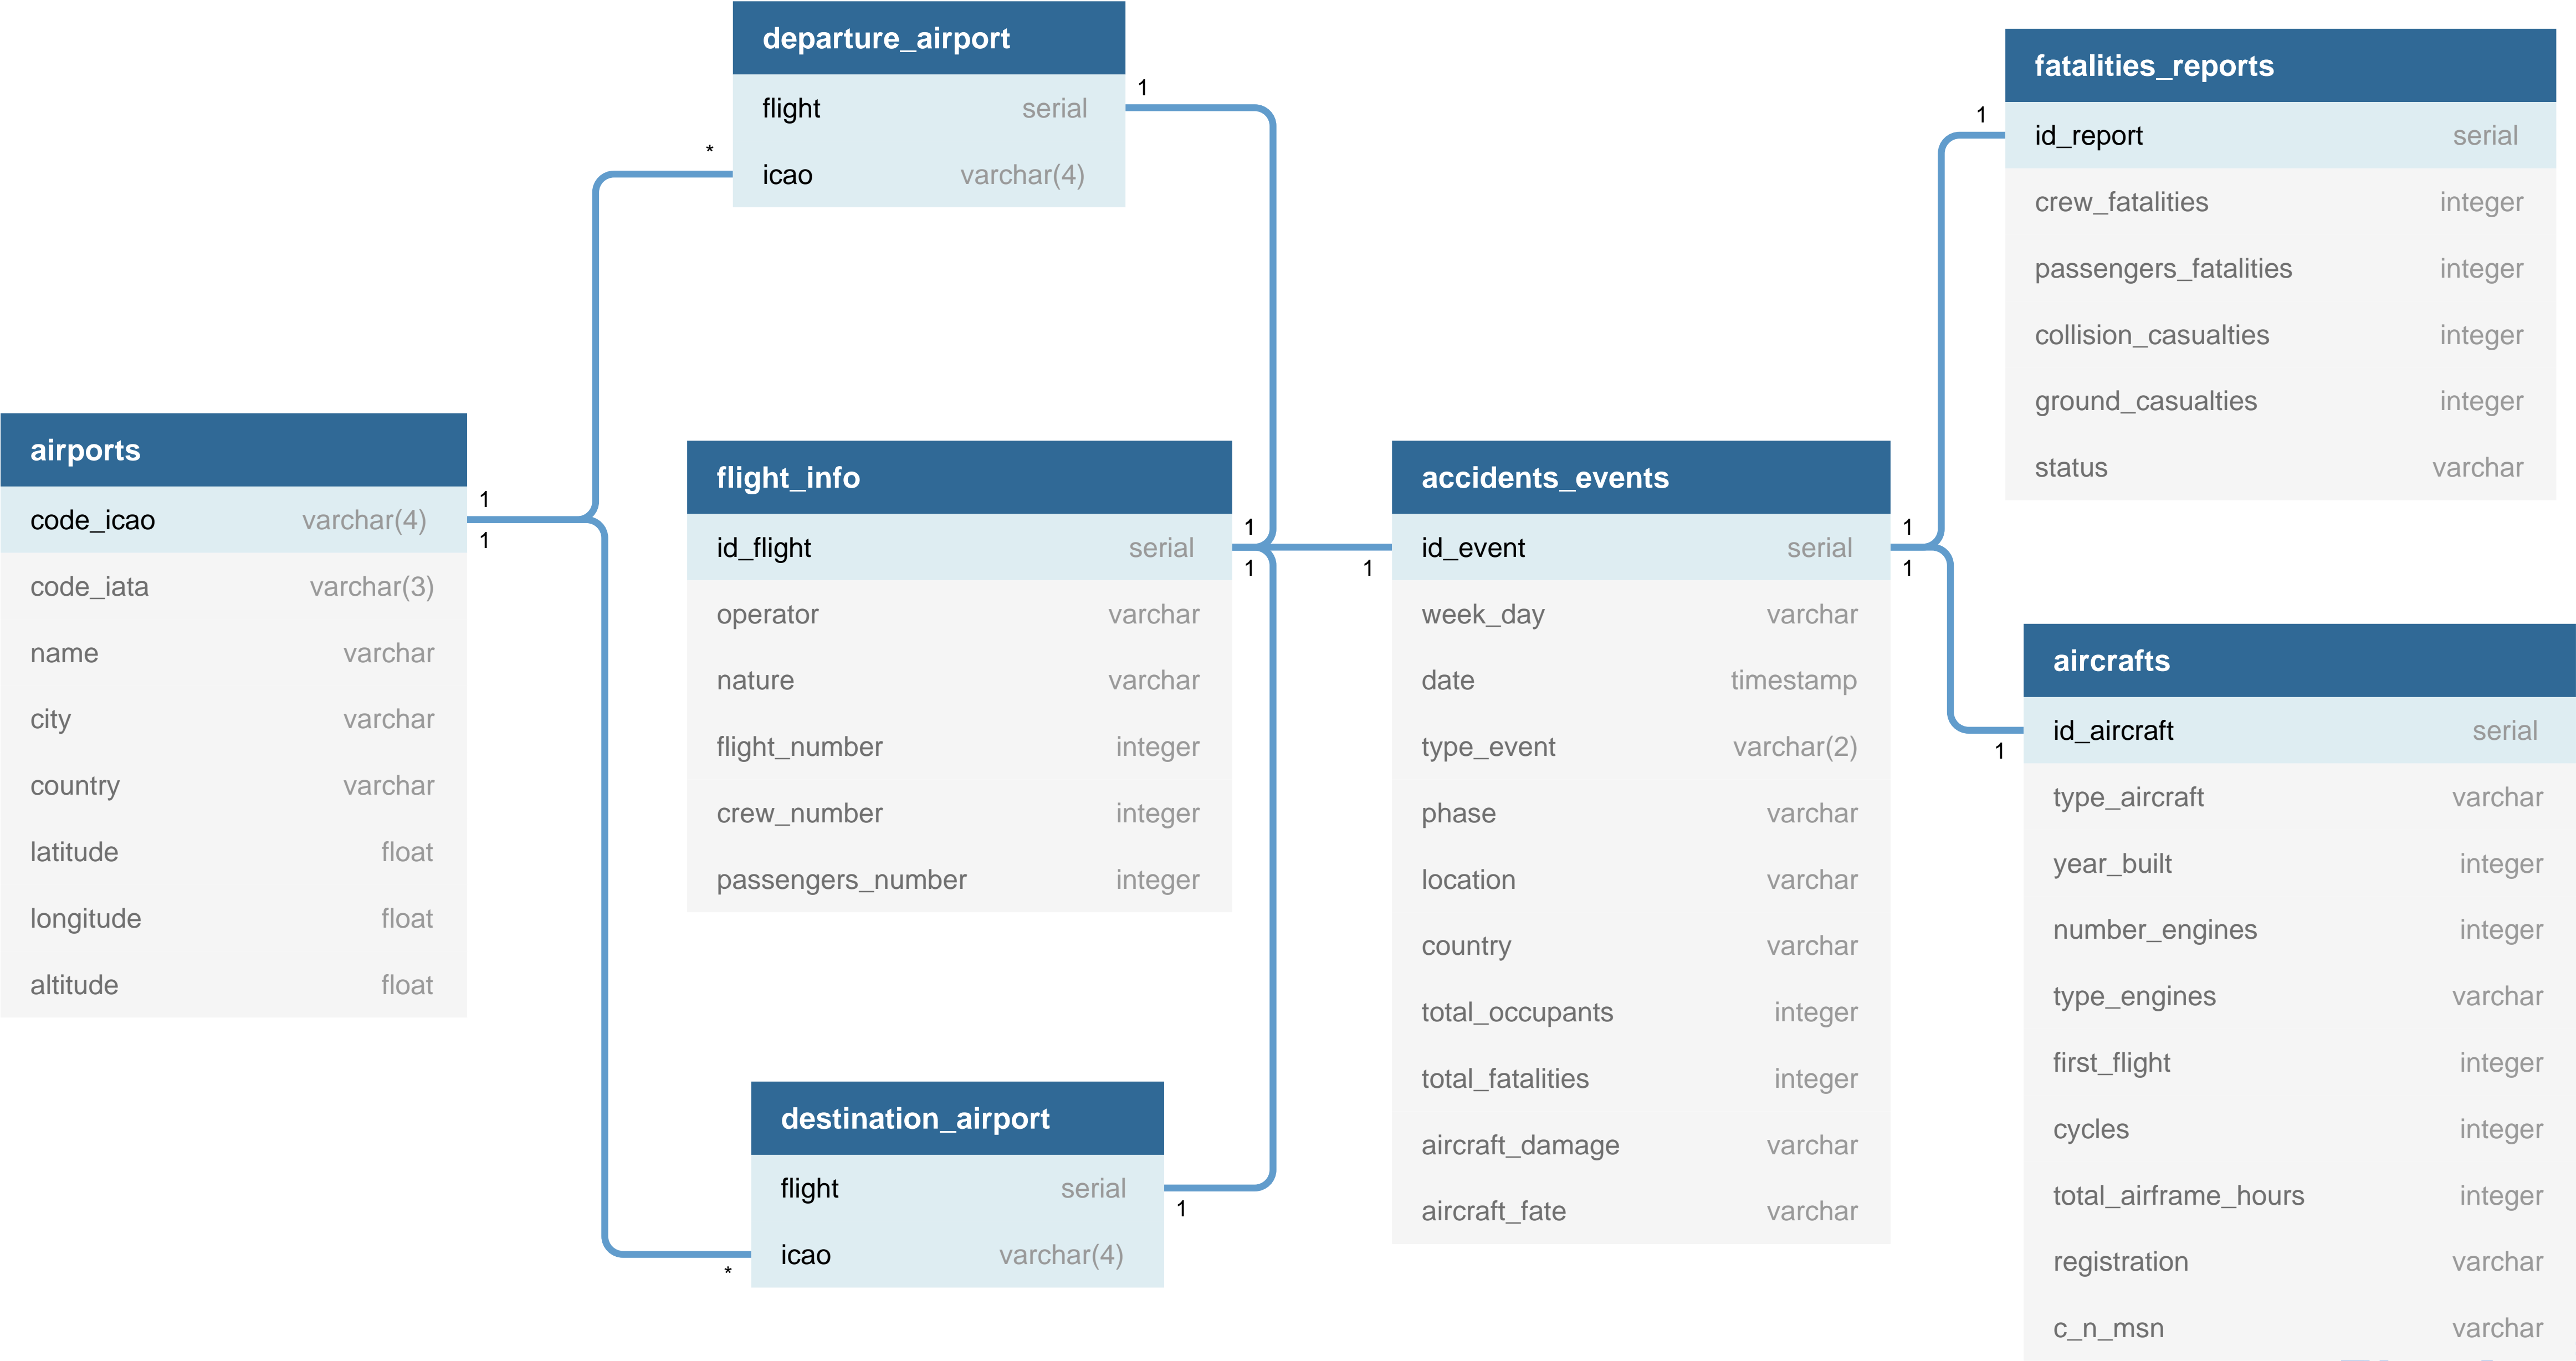 departure_airport
flight serial
icao varchar(4)
1
*
fatalities_reports
id_report serial
crew_fatalities integer
passengers_fatalities integer
collision_casualties integer
ground_casualties integer
status varchar
1
airports
code_icao varchar(4)
code_iata varchar(3)
name varchar
city varchar
country varchar
latitude float
longitude float
altitude float
1
1
flight_info
id_flight serial
operator varchar
nature varchar
flight_number integer
crew_number integer
passengers_number integer
1
1
1
accidents_events
id_event serial
week_day varchar
date timestamp
type_event varchar(2)
phase varchar
location varchar
country varchar
total_occupants integer
total_fatalities integer
aircraft_damage varchar
aircraft_fate varchar
1
1
aircrafts
id_aircraft serial
type_aircraft varchar
year_built integer
number_engines integer
type_engines varchar
first_flight integer
cycles integer
total_airframe_hours integer
registration varchar
c_n_msn varchar
1
destination_airport
flight serial
icao varchar(4)
1
*